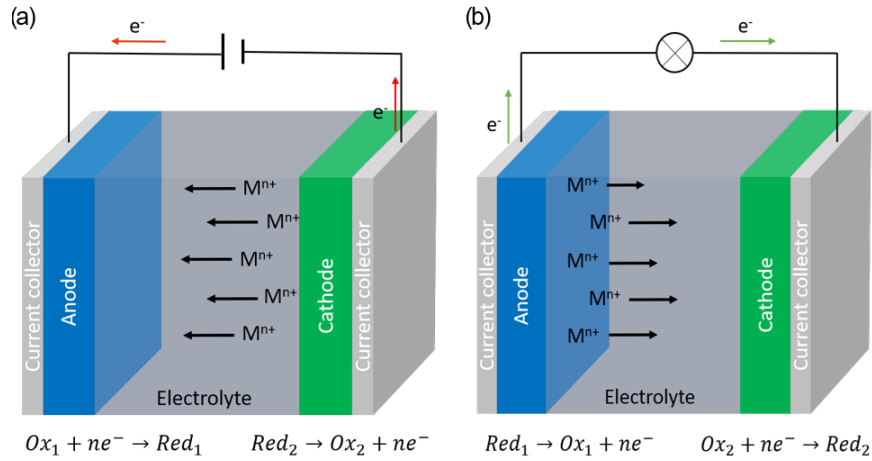 (a)
e⁻
e⁻
Current collector
Anode
Mⁿ⁺
Mⁿ⁺
Mⁿ⁺
Mⁿ⁺
Mⁿ⁺
Electrolyte
Cathode
Current collector
Ox₁ + ne⁻ → Red₁
Red₂ → Ox₂ + ne⁻
(b)
e⁻
e⁻
Current collector
Anode
Mⁿ⁺
Mⁿ⁺
Mⁿ⁺
Mⁿ⁺
Mⁿ⁺
Electrolyte
Cathode
Current collector
Red₁ → Ox₁ + ne⁻
Ox₂ + ne⁻ → Red₂